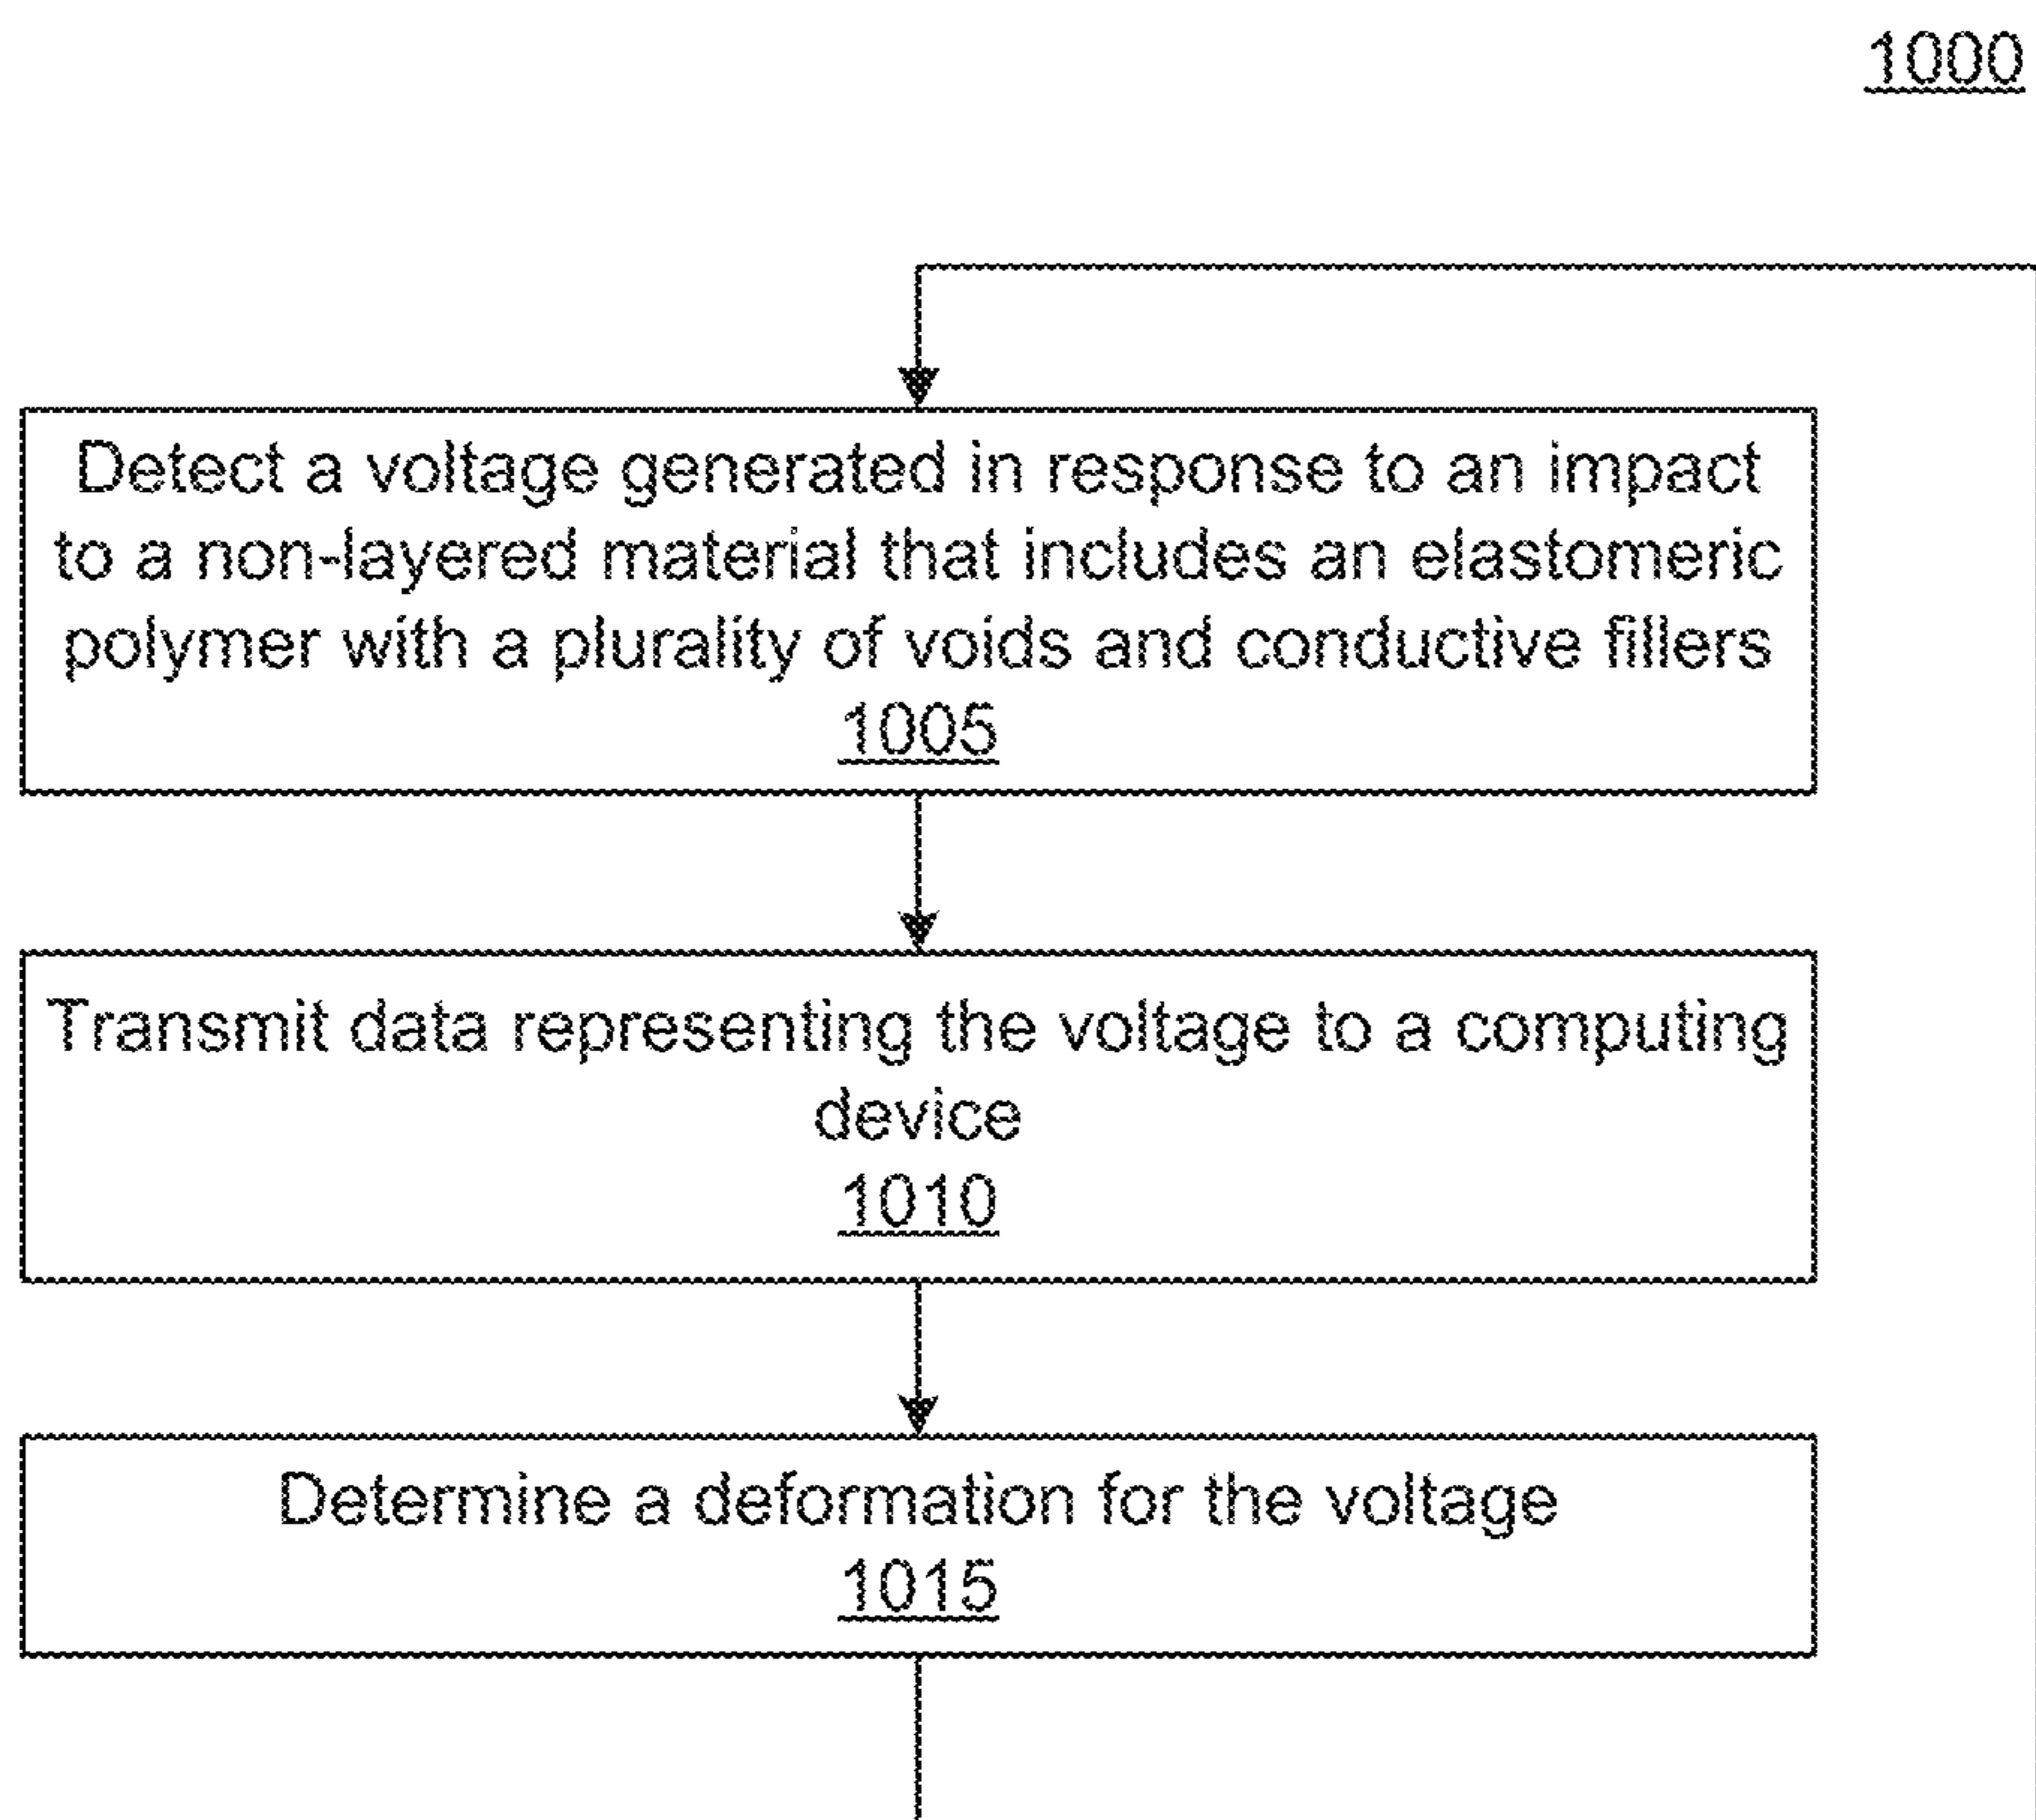 1000
Detect a voltage generated in response to an impact
to a non-layered material that includes an elastomeric
polymer with a plurality of voids and conductive fillers
1005
Transmit data representing the voltage to a computing
device
1010
Determine a deformation for the voltage
1015